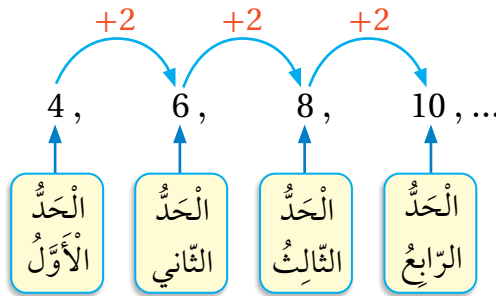 +2 +2 +2
4 , 6 , 8 , 10 , ...
الْحَدُّ الْأَوَّلُ
الْحَدُّ الثّاني
الْحَدُّ الثّالِثُ
الْحَدُّ الرّابِعُ